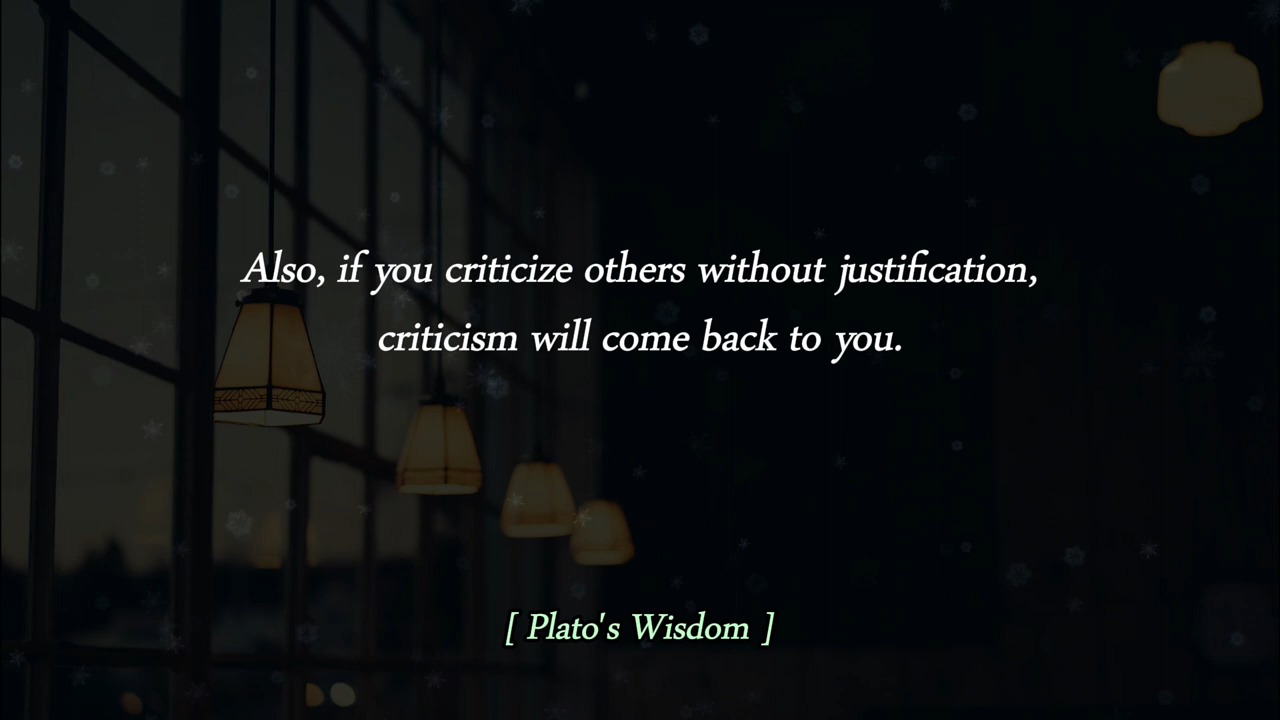 Also, if you criticize others without justification,
criticism will come back to you.
[ Plato's Wisdom ]